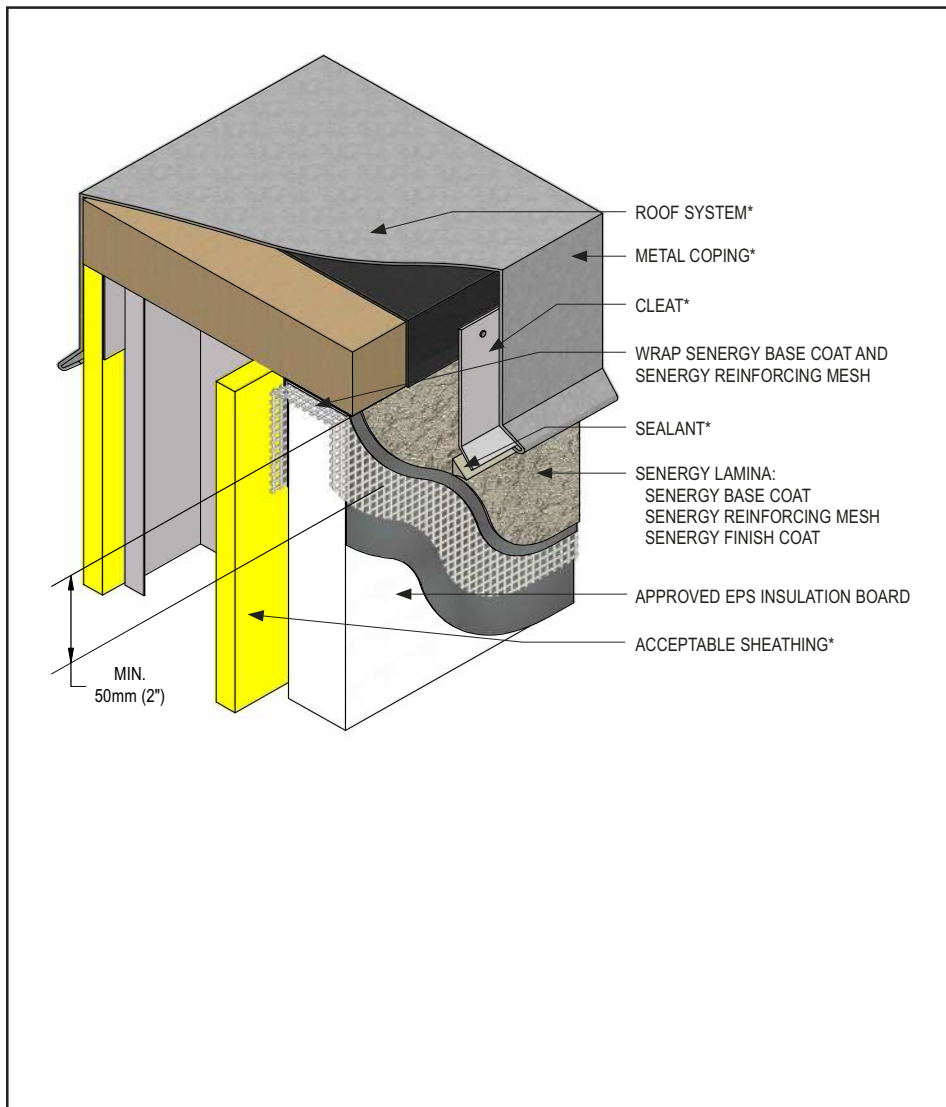 ROOF SYSTEM*
METAL COPING*
CLEAT*
WRAP SENERGY BASE COAT AND
SENERGY REINFORCING MESH
SEALANT*
SENERGY LAMINA:
SENERGY BASE COAT
SENERGY REINFORCING MESH
SENERGY FINISH COAT
APPROVED EPS INSULATION BOARD
ACCEPTABLE SHEATHING*
MIN.
50mm (2")